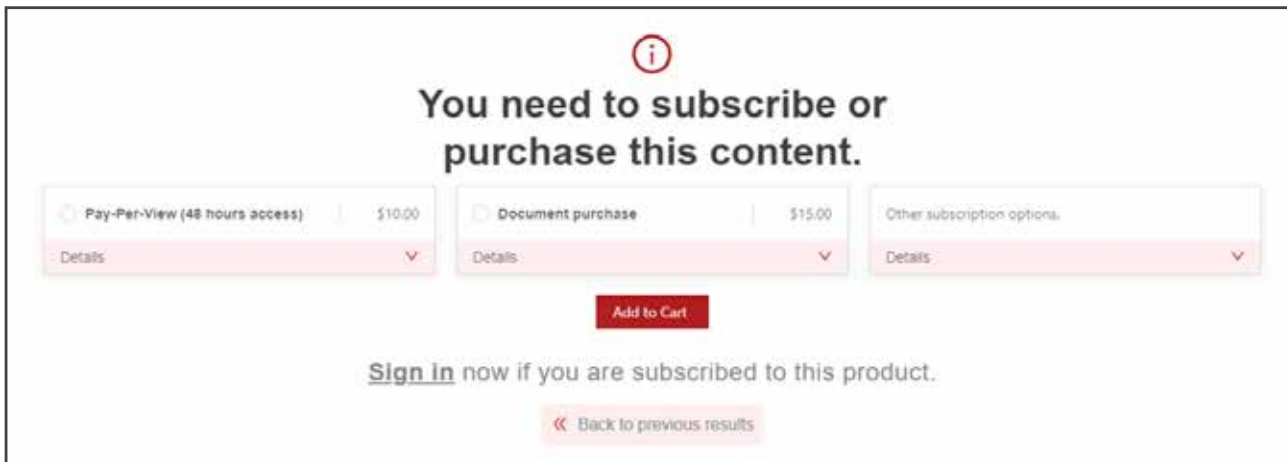 You need to subscribe or
purchase this content.
Pay-Per-View (48 hours access) $10.00
Document purchase $15.00
Other subscription options.
Details
Details
Details
Add to Cart
Sign in now if you are subscribed to this product.
Back to previous results